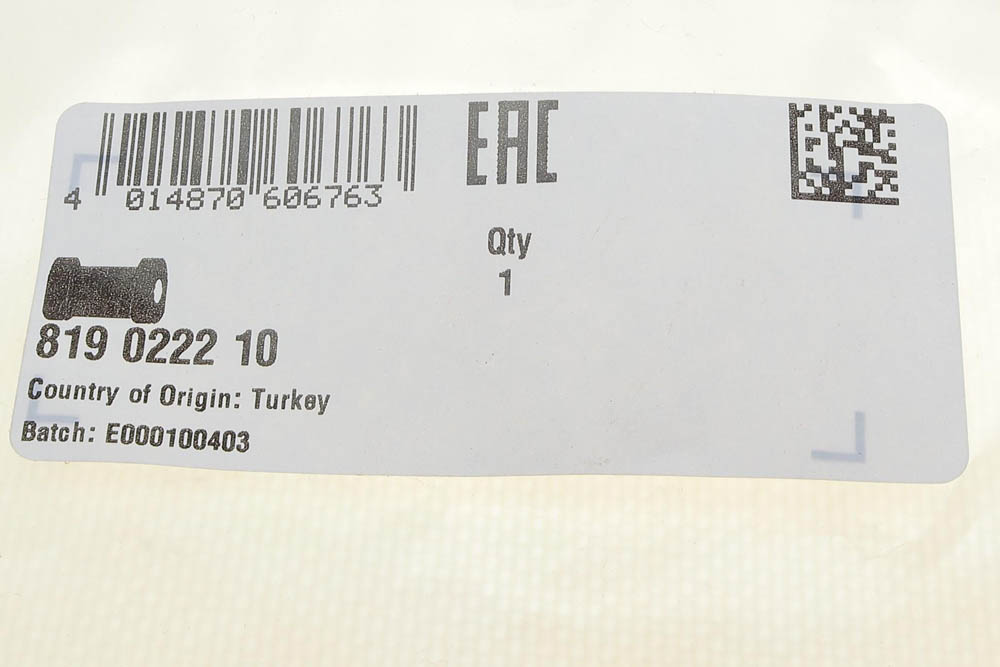 4 014870 606763
EAC
Qty
1
819 0222 10
Country of Origin: Turkey
Batch: E000100403